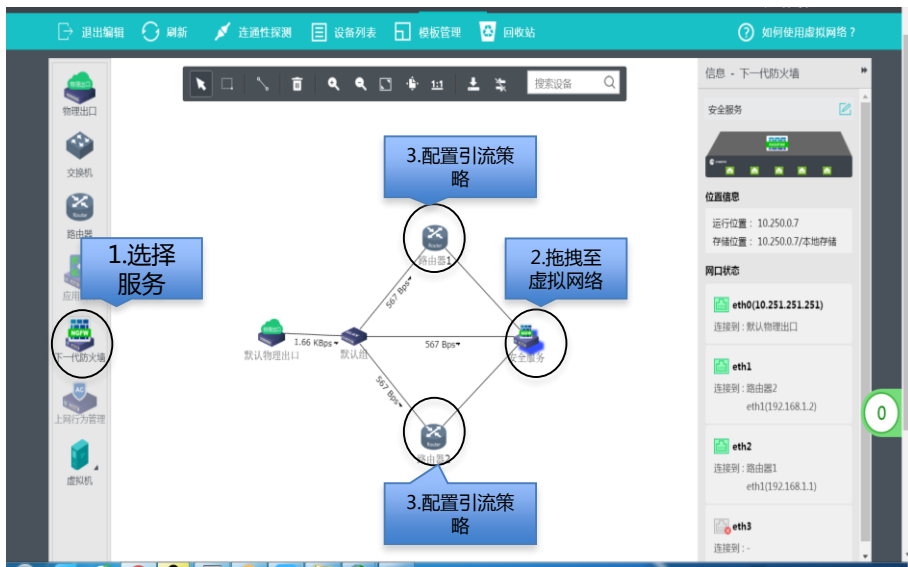 退出编辑 刷新 连通性探测 设备列表 模板管理 回收站 如何使用虚拟网络？
1:1 搜索设备
信息 - 下一代防火墙
安全服务
物理出口
交换机
Router
路由器
1.选择
服务
NGFW
下一代防火墙
AC
上网行为管理
虚拟机
3.配置引流策
略
Router
路由器1
2.拖拽至
虚拟网络
567 Bps
默认物理出口
1.66 KBps
默认组
567 Bps
安全服务
567 Bps
Router
路由器2
3.配置引流策
略
位置信息
运行位置： 10.250.0.7
存储位置： 10.250.0.7/本地存储
网口状态
eth0(10.251.251.251)
连接到：默认物理出口
eth1
连接到：路由器2
eth1(192.168.1.2)
0
eth2
连接到：路由器1
eth1(192.168.1.1)
eth3
连接到：-